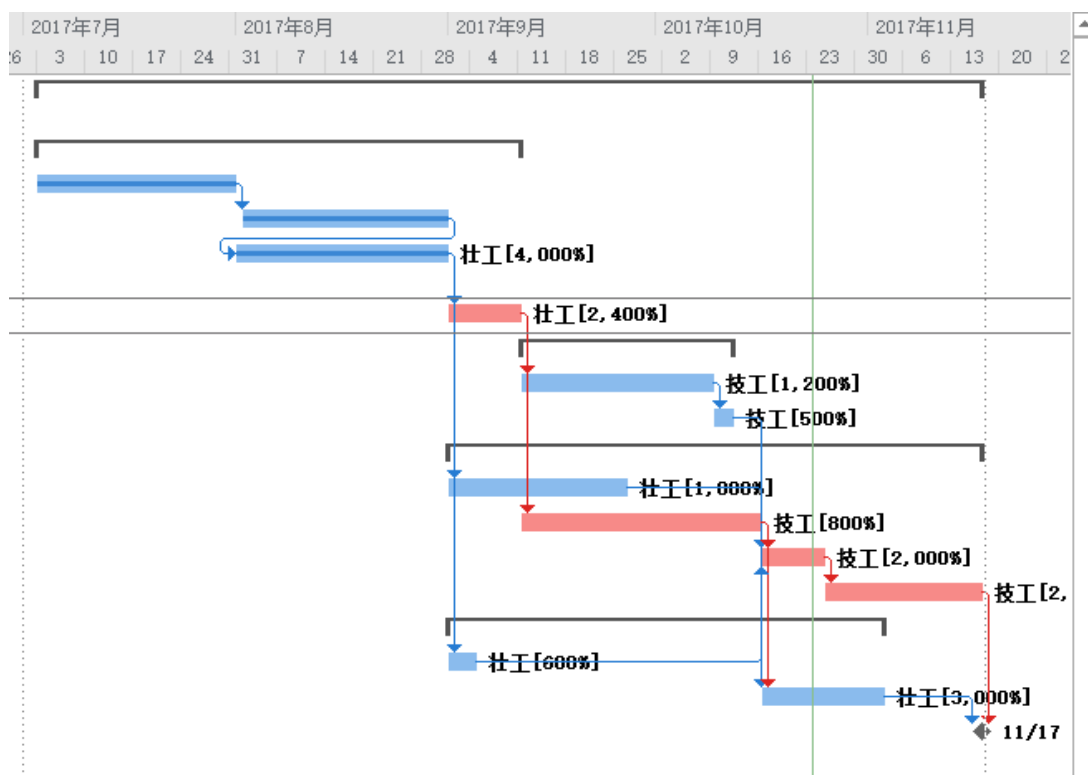 2017年7月 2017年8月 2017年9月 2017年10月 2017年11月
26 3 10 17 24 31 7 14 21 28 4 11 18 25 2 9 16 23 30 6 13 20 2
壮工[4,000%]
壮工[2,400%]
技工[1,200%]
技工[500%]
壮工[1,000%]
技工[800%]
技工[2,000%]
技工[2,
壮工[600%]
壮工[3,000%]
11/17